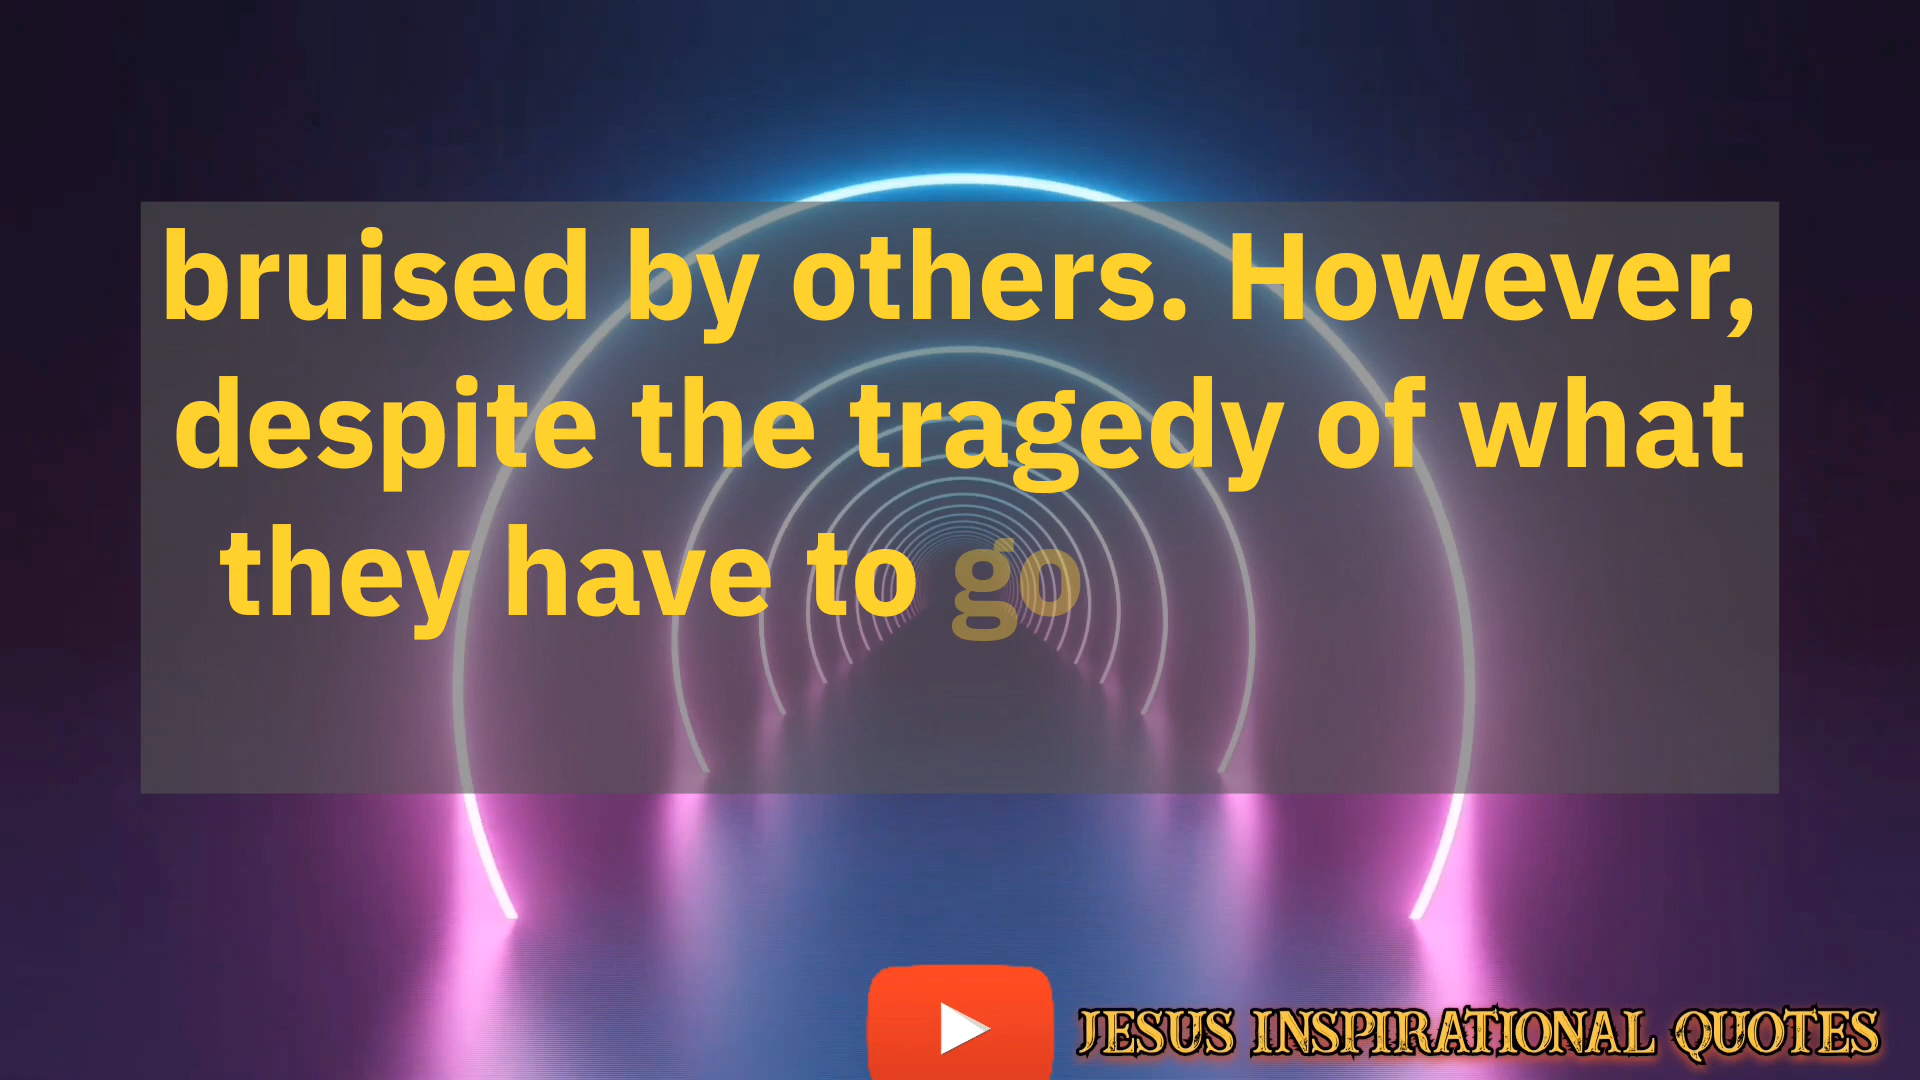 bruised by others. However,
despite the tragedy of what
they have to go
JESUS INSPIRATIONAL QUOTES